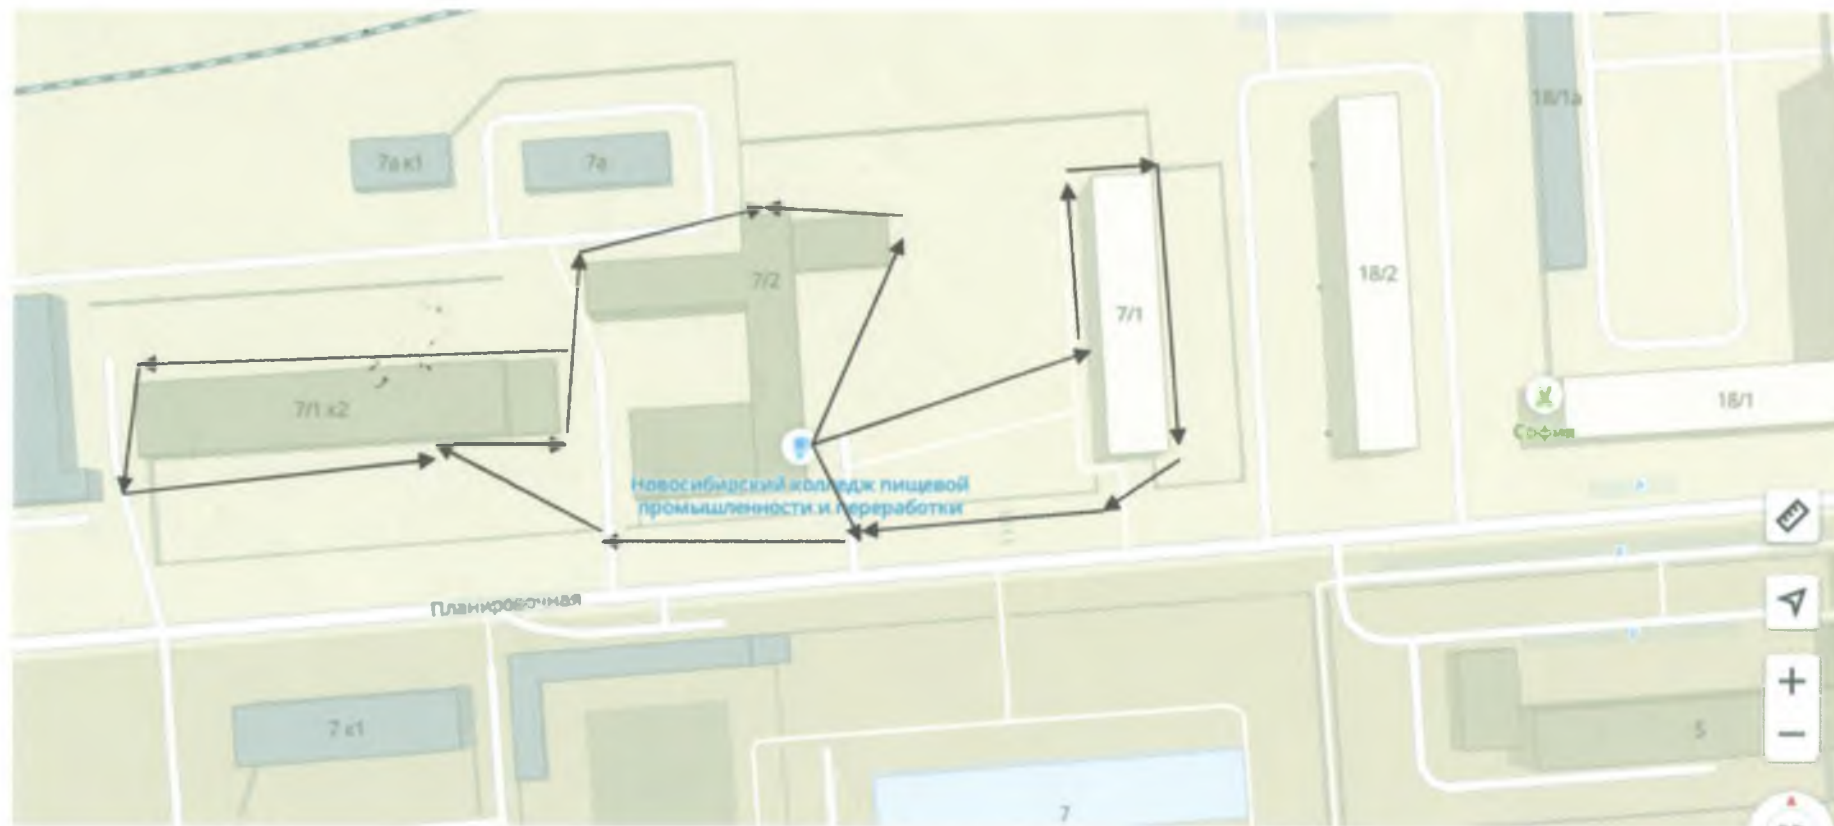 18/1а
7а к1
7а
7/2
18/2
7/1
7/1 к2
18/1
София
Новосибирский колледж пищевой
промышленности и переработки
Планировочная
7 к1
5
7